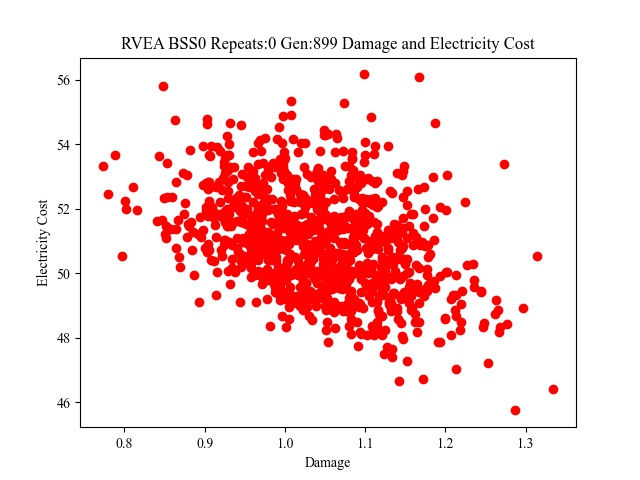 RVEA BSS0 Repeats:0 Gen:899 Damage and Electricity Cost
56
54
52
50
48
46
Electricity Cost
0.8 0.9 1.0 1.1 1.2 1.3
Damage